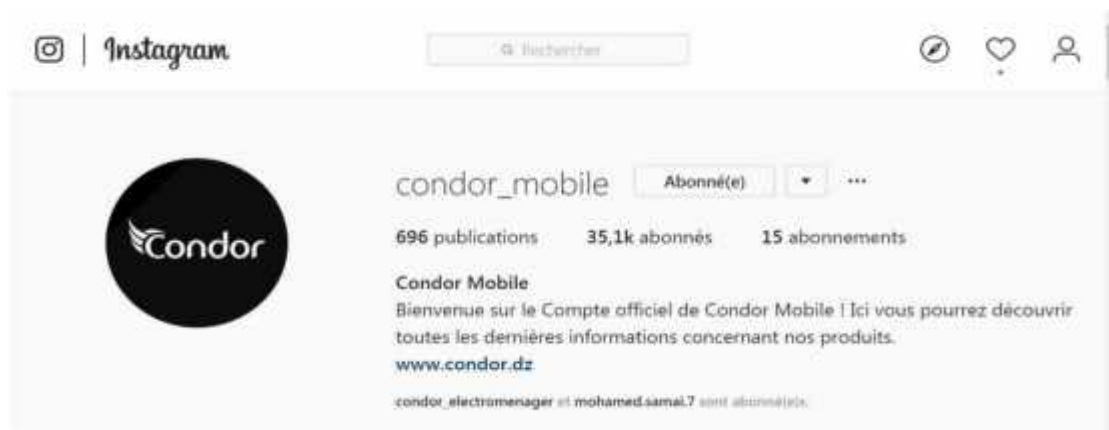 Instagram
Rechercher
Condor
condor_mobile Abonné(e) ...
696 publications 35,1k abonnés 15 abonnements
Condor Mobile
Bienvenue sur le Compte officiel de Condor Mobile ! Ici vous pourrez découvrir
toutes les dernières informations concernant nos produits.
www.condor.dz
condor_electromenager et mohamed.samai.7 sont abonné(e)s.